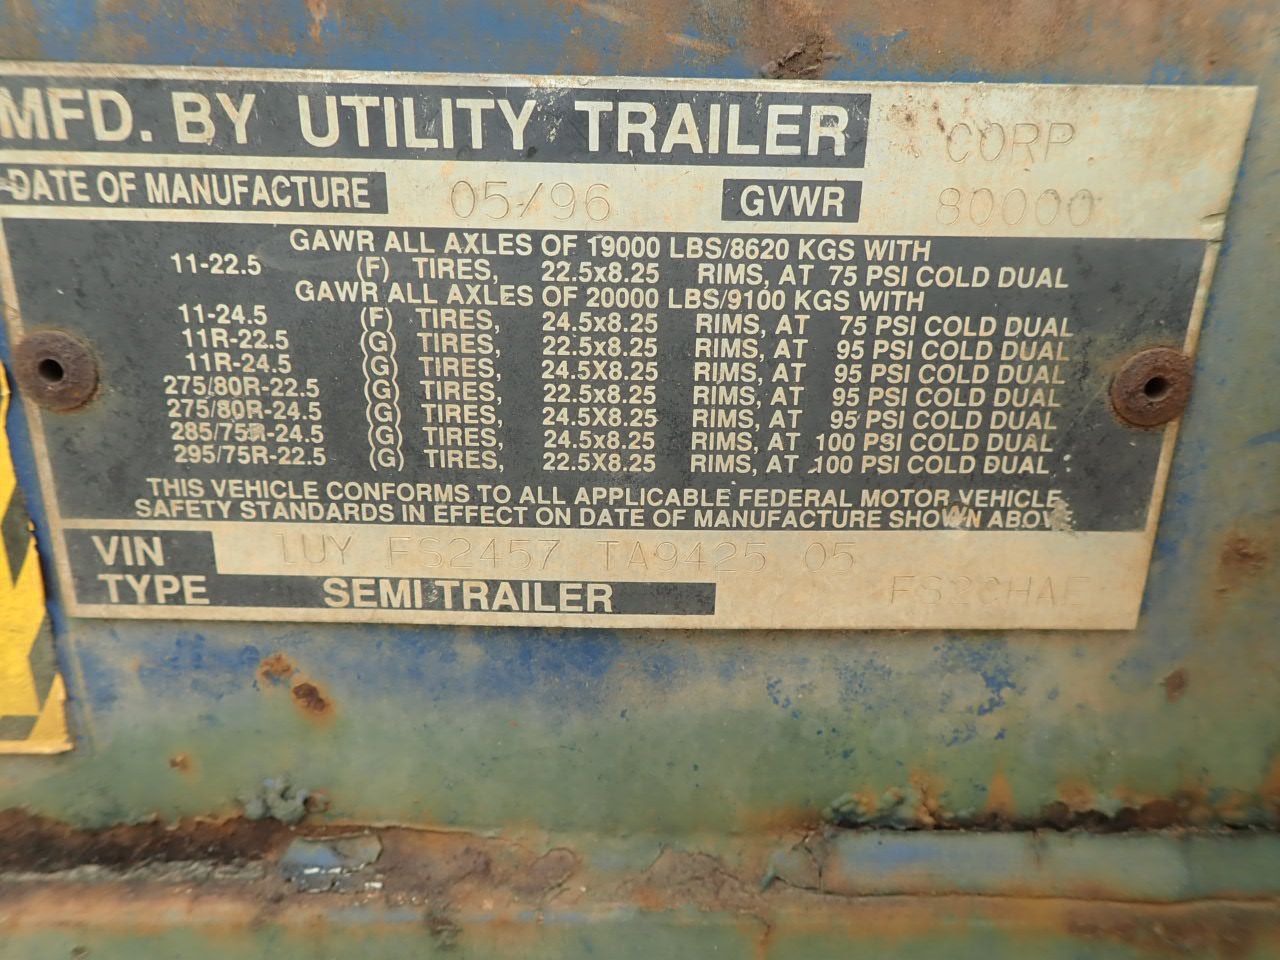 MFD. BY UTILITY TRAILER CORP
DATE OF MANUFACTURE 05/96 GVWR 80000
GAWR ALL AXLES OF 19000 LBS/8620 KGS WITH
11-22.5 (F) TIRES, 22.5x8.25 RIMS, AT 75 PSI COLD DUAL
GAWR ALL AXLES OF 20000 LBS/9100 KGS WITH
11-24.5 (F) TIRES, 24.5x8.25 RIMS, AT 75 PSI COLD DUAL
11R-22.5 (G) TIRES, 22.5x8.25 RIMS, AT 95 PSI COLD DUAL
11R-24.5 (G) TIRES, 24.5x8.25 RIMS, AT 95 PSI COLD DUAL
275/80R-22.5 (G) TIRES, 22.5x8.25 RIMS, AT 95 PSI COLD DUAL
275/80R-24.5 (G) TIRES, 24.5x8.25 RIMS, AT 95 PSI COLD DUAL
285/75R-24.5 (G) TIRES, 24.5x8.25 RIMS, AT 100 PSI COLD DUAL
295/75R-22.5 (G) TIRES, 22.5X8.25 RIMS, AT 100 PSI COLD DUAL
THIS VEHICLE CONFORMS TO ALL APPLICABLE FEDERAL MOTOR VEHICLE
SAFETY STANDARDS IN EFFECT ON DATE OF MANUFACTURE SHOWN ABOVE
VIN 1UY FS2457 TA9425 05
TYPE SEMI TRAILER FS2CHAE